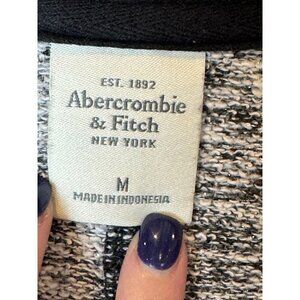 EST. 1892
Abercrombie
& Fitch
NEW YORK
M
MADE IN INDONESIA